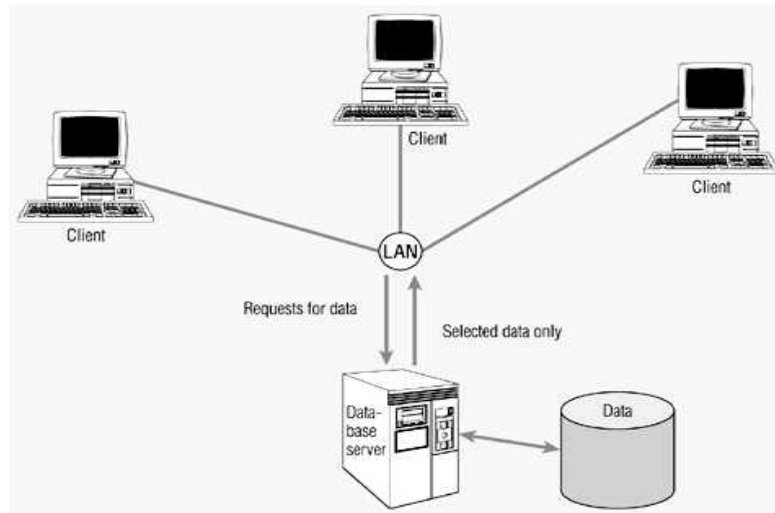 Client
Client
Client
LAN
Requests for data
Selected data only
Data-
base
server
Data